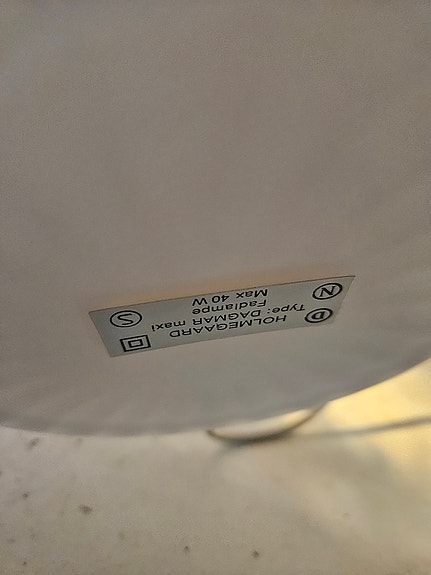 HOLMEGAARD
Type: DAGMAR maxi
Fadlampe
Max 40 W
D
N
S